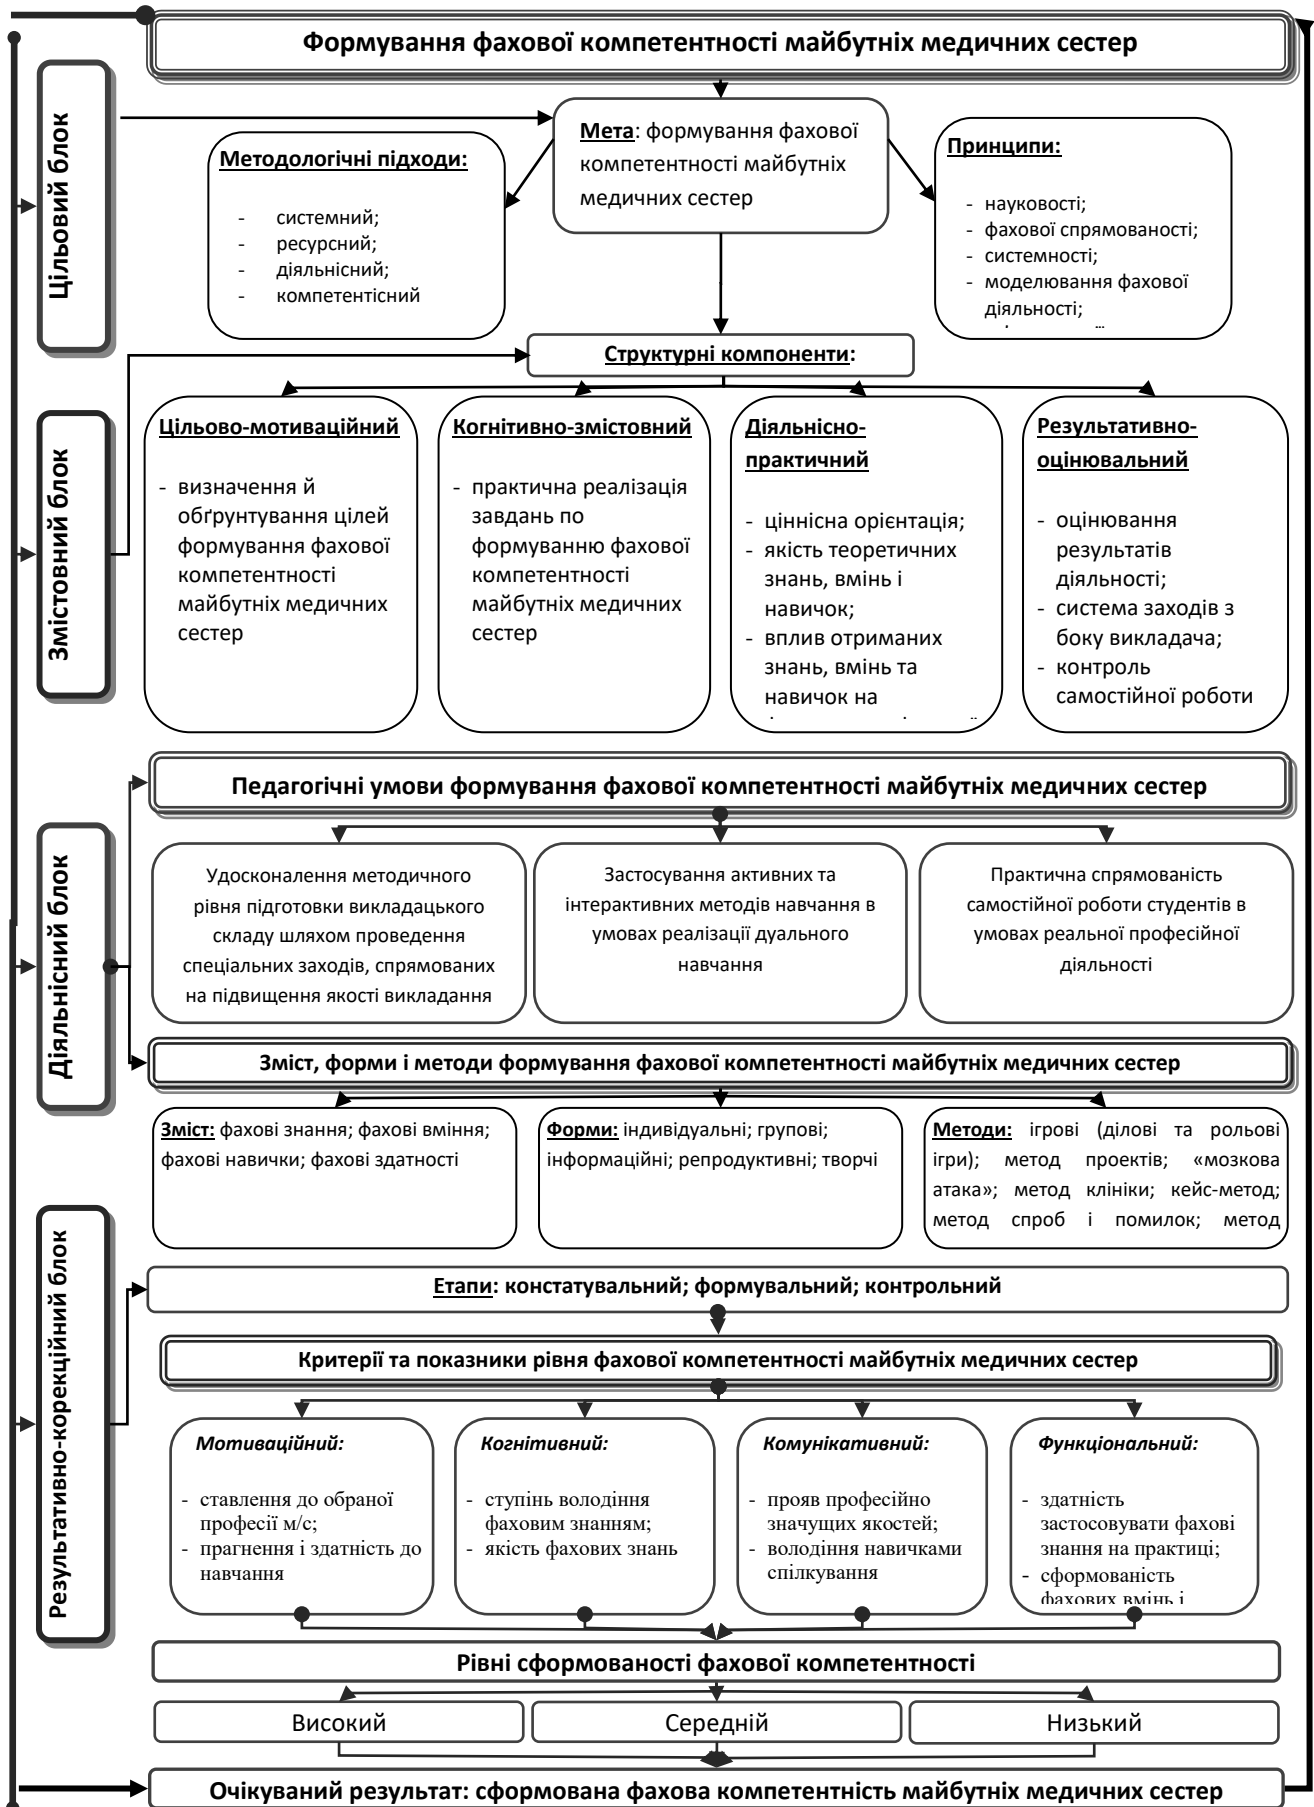 Формування фахової компетентності майбутніх медичних сестер
Цільовий блок
Мета: формування фахової
компетентності майбутніх
медичних сестер
Методологічні підходи:
- системний;
- ресурсний;
- діяльнісний;
- компетентісний
Принципи:
- науковості;
- фахової спрямованості;
- системності;
- моделювання фахової
діяльності;
Змістовний блок
Структурні компоненти:
Цільово-мотиваційний
- визначення й
обґрунтування цілей
формування фахової
компетентності
майбутніх медичних
сестер
Когнітивно-змістовний
- практична реалізація
завдань по
формуванню фахової
компетентності
майбутніх медичних
сестер
Діяльнісно-
практичний
- ціннісна орієнтація;
- якість теоретичних
знань, вмінь і
навичок;
- вплив отриманих
знань, вмінь та
навичок на
Результативно-
оцінювальний
- оцінювання
результатів
діяльності;
- система заходів з
боку викладача;
- контроль
самостійної роботи
Діяльнісний блок
Педагогічні умови формування фахової компетентності майбутніх медичних сестер
Удосконалення методичного
рівня підготовки викладацького
складу шляхом проведення
спеціальних заходів, спрямованих
на підвищення якості викладання
Застосування активних та
інтерактивних методів навчання в
умовах реалізації дуального
навчання
Практична спрямованість
самостійної роботи студентів в
умовах реальної професійної
діяльності
Зміст, форми і методи формування фахової компетентності майбутніх медичних сестер
Зміст: фахові знання; фахові вміння;
фахові навички; фахові здатності
Форми: індивідуальні; групові;
інформаційні; репродуктивні; творчі
Методи: ігрові (ділові та рольові
ігри); метод проектів; «мозкова
атака»; метод клініки; кейс-метод;
метод спроб і помилок; метод
Результативно-корекційний блок
Етапи: констатувальний; формувальний; контрольний
Критерії та показники рівня фахової компетентності майбутніх медичних сестер
Мотиваційний:
- ставлення до обраної
професії м/с;
- прагнення і здатність до
навчання
Когнітивний:
- ступінь володіння
фаховим знанням;
- якість фахових знань
Комунікативний:
- прояв професійно
значущих якостей;
- володіння навичками
спілкування
Функціональний:
- здатність
застосовувати фахові
знання на практиці;
- сформованість
фахових вмінь і
Рівні сформованості фахової компетентності
Високий
Середній
Низький
Очікуваний результат: сформована фахова компетентність майбутніх медичних сестер